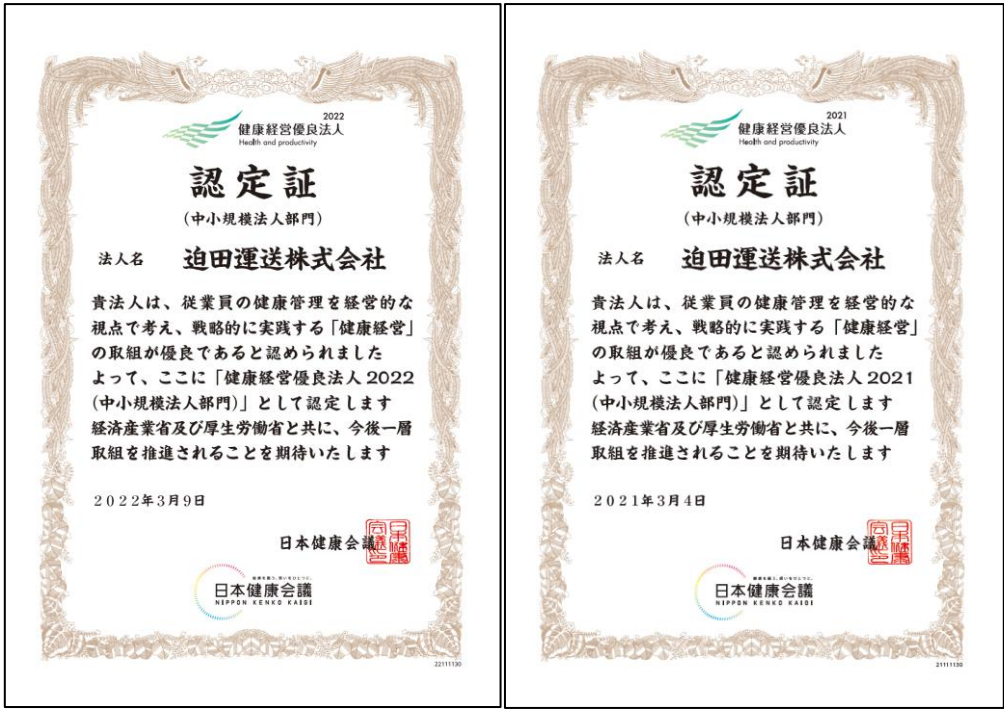 2022
健康経営優良法人
Health and productivity
認定証
(中小規模法人部門)
法人名 迫田運送株式会社
貴法人は、従業員の健康管理を経営的な
視点で考え、戦略的に実践する「健康経営」
の取組が優良であると認められました
よって、ここに「健康経営優良法人2022
(中小規模法人部門)」として認定します
経済産業省及び厚生労働省と共に、今後一層
取組を推進されることを期待いたします
2022年3月9日
日本健康会議
日本健康会議
NIPPON KENKO KAIGI
22111130
2021
健康経営優良法人
Health and productivity
認定証
(中小規模法人部門)
法人名 迫田運送株式会社
貴法人は、従業員の健康管理を経営的な
視点で考え、戦略的に実践する「健康経営」
の取組が優良であると認められました
よって、ここに「健康経営優良法人2021
(中小規模法人部門)」として認定します
経済産業省及び厚生労働省と共に、今後一層
取組を推進されることを期待いたします
2021年3月4日
日本健康会議
日本健康会議
NIPPON KENKO KAIGI